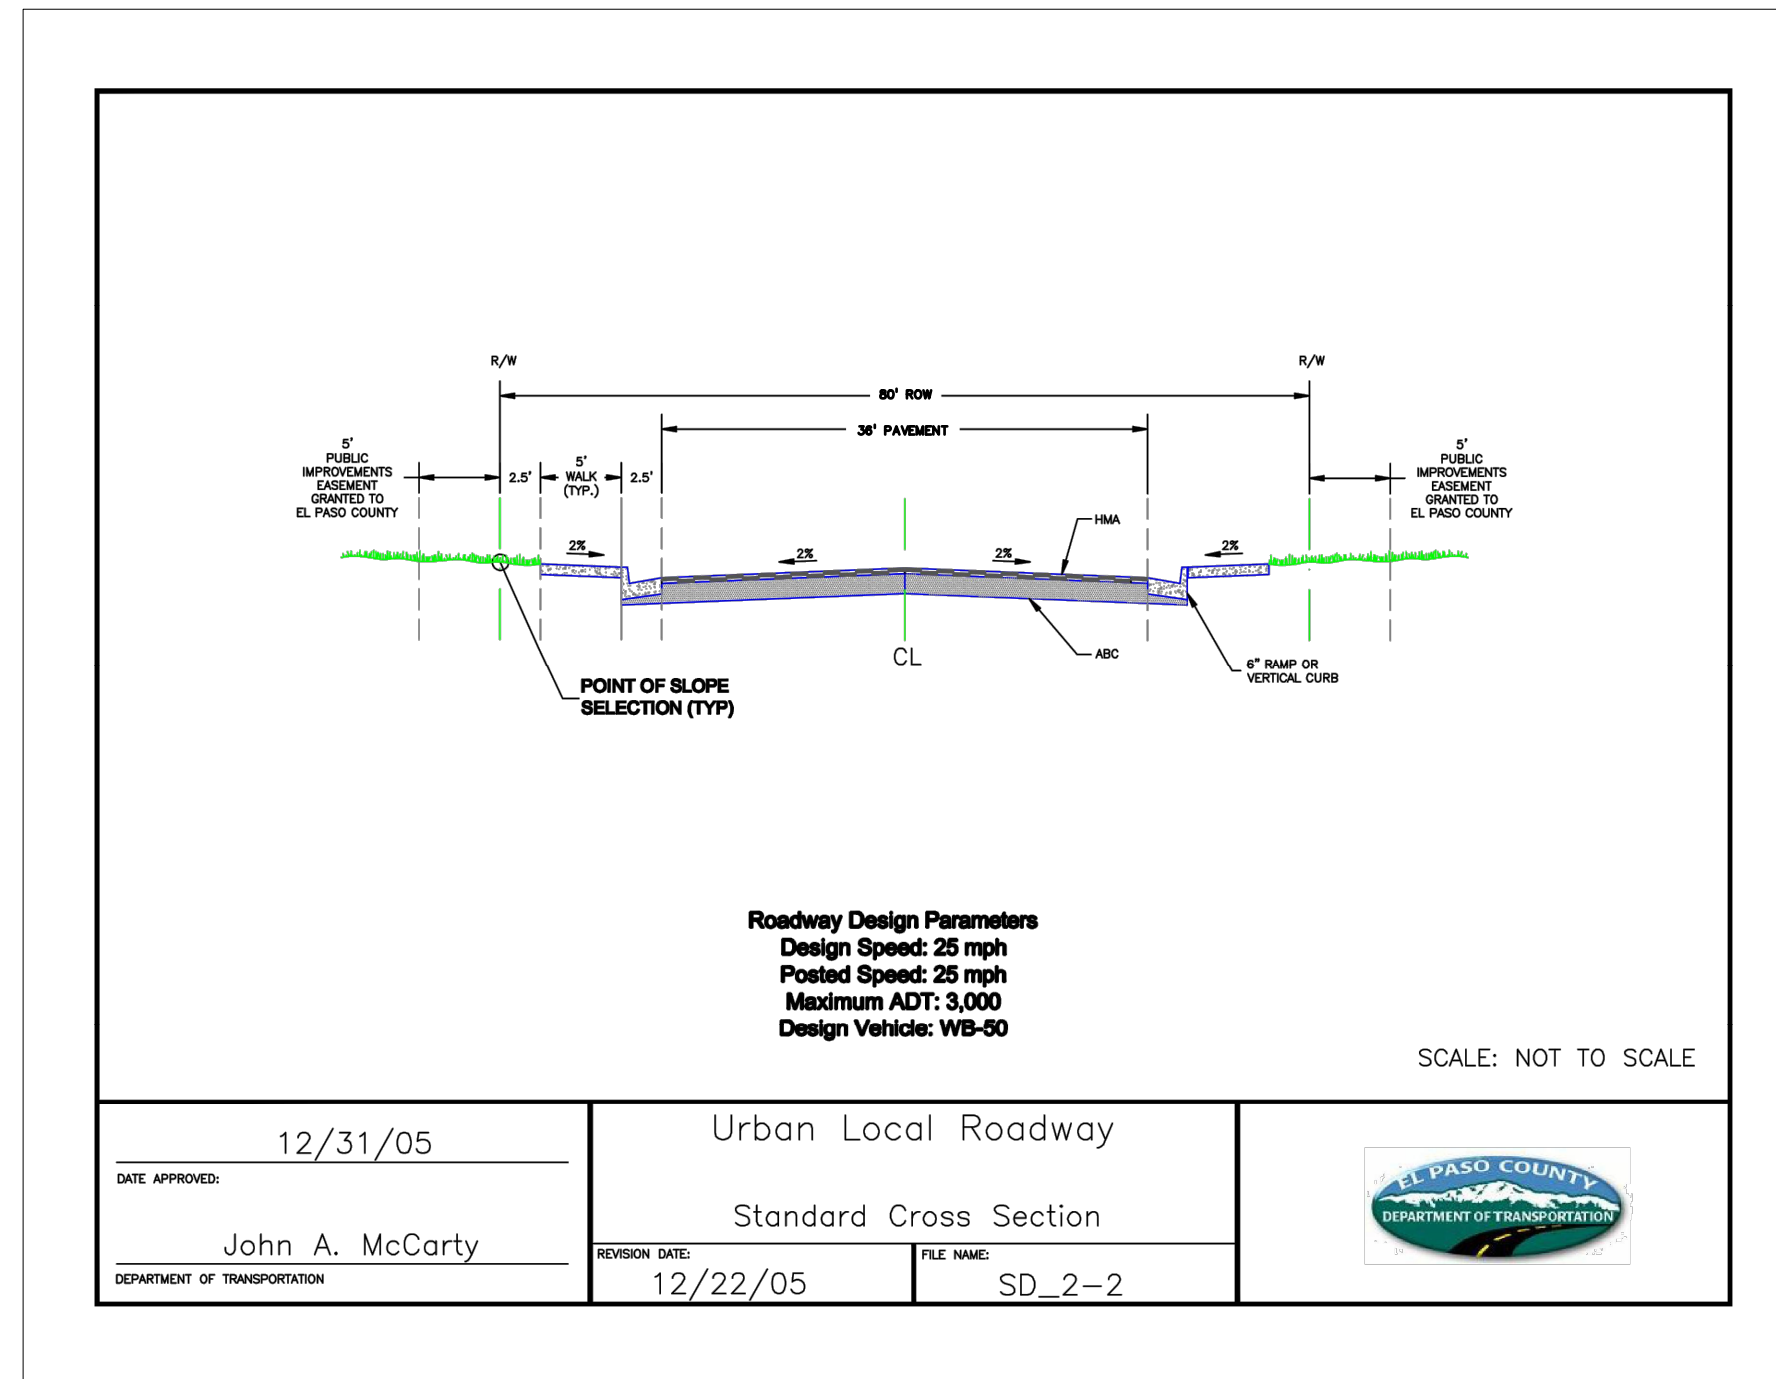 R/W
R/W
80' ROW
36' PAVEMENT
5'
PUBLIC
IMPROVEMENTS
EASEMENT
GRANTED TO
EL PASO COUNTY
2.5'
5'
WALK
(TYP.)
2.5'
5'
PUBLIC
IMPROVEMENTS
EASEMENT
GRANTED TO
EL PASO COUNTY
HMA
2%
2%
2%
2%
CL
ABC
6" RAMP OR
VERTICAL CURB
POINT OF SLOPE
SELECTION (TYP)
Roadway Design Parameters
Design Speed: 25 mph
Posted Speed: 25 mph
Maximum ADT: 3,000
Design Vehicle: WB-50
SCALE: NOT TO SCALE
12/31/05
DATE APPROVED:
John A. McCarty
DEPARTMENT OF TRANSPORTATION
Urban Local Roadway
Standard Cross Section
REVISION DATE:
12/22/05
FILE NAME:
SD_2-2
EL PASO COUNTY
DEPARTMENT OF TRANSPORTATION